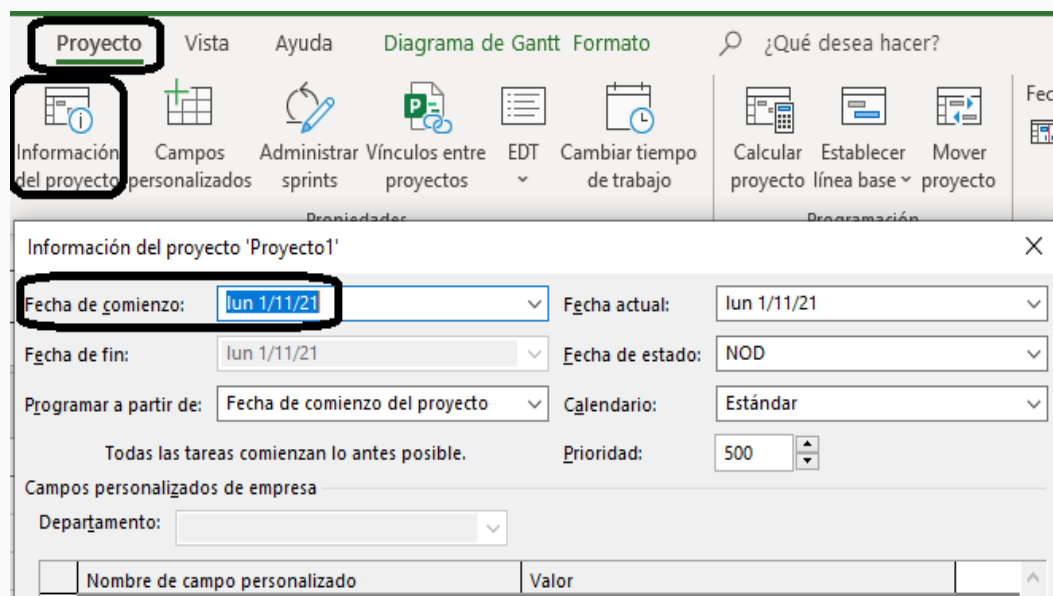 Proyecto Vista Ayuda Diagrama de Gantt Formato ¿Qué desea hacer?
Información del proyecto
Campos personalizados
Administrar sprints
Vínculos entre proyectos
EDT
Cambiar tiempo de trabajo
Calcular proyecto
Establecer línea base
Mover proyecto
Fec
Propiedades
Programación
Información del proyecto 'Proyecto1'
Fecha de comienzo: lun 1/11/21 Fecha actual: lun 1/11/21
Fecha de fin: lun 1/11/21 Fecha de estado: NOD
Programar a partir de: Fecha de comienzo del proyecto Calendario: Estándar
Todas las tareas comienzan lo antes posible. Prioridad: 500
Campos personalizados de empresa
Departamento:
Nombre de campo personalizado Valor